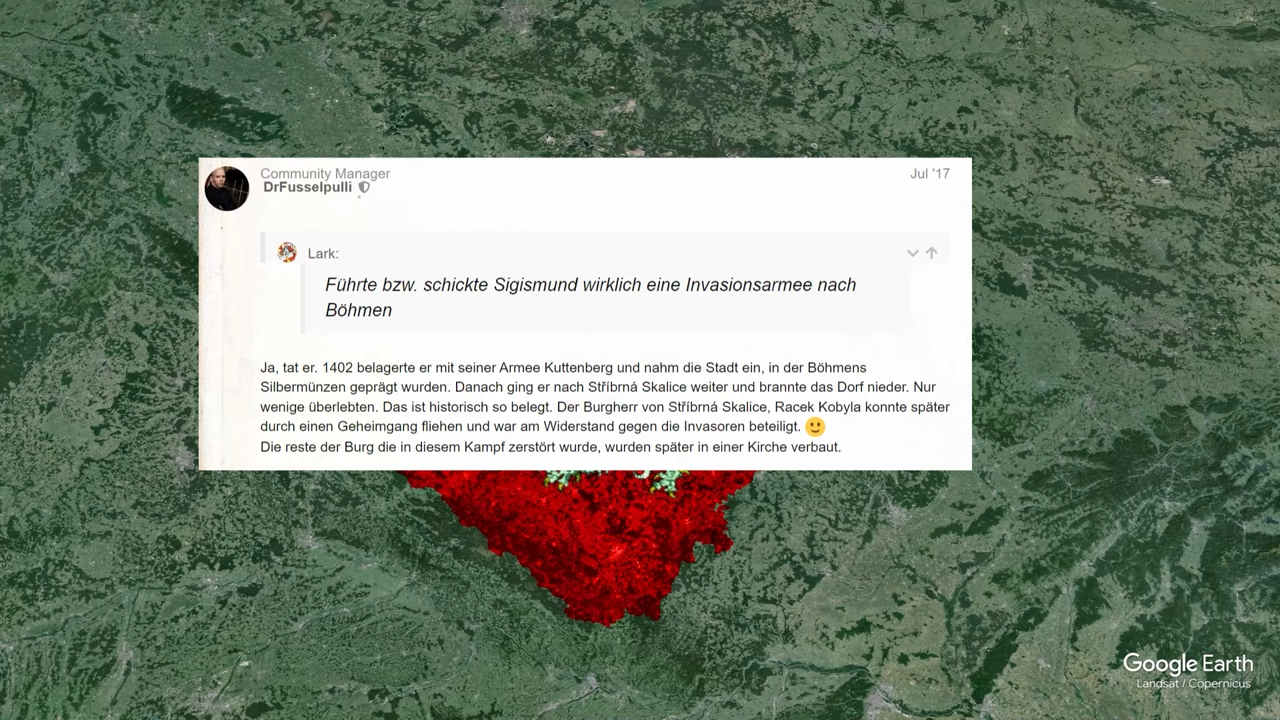 Community Manager
DrFusselpulli
Jul '17
Lark:
Führte bzw. schickte Sigismund wirklich eine Invasionsarmee nach
Böhmen
Ja, tat er. 1402 belagerte er mit seiner Armee Kuttenberg und nahm die Stadt ein, in der Böhmens
Silbermünzen geprägt wurden. Danach ging er nach Stříbrná Skalice weiter und brannte das Dorf nieder. Nur
wenige überlebten. Das ist historisch so belegt. Der Burgherr von Stříbrná Skalice, Racek Kobyla konnte später
durch einen Geheimgang fliehen und war am Widerstand gegen die Invasoren beteiligt. 🙂
Die reste der Burg die in diesem Kampf zerstört wurde, wurden später in einer Kirche verbaut.
Google Earth
Landsat / Copernicus